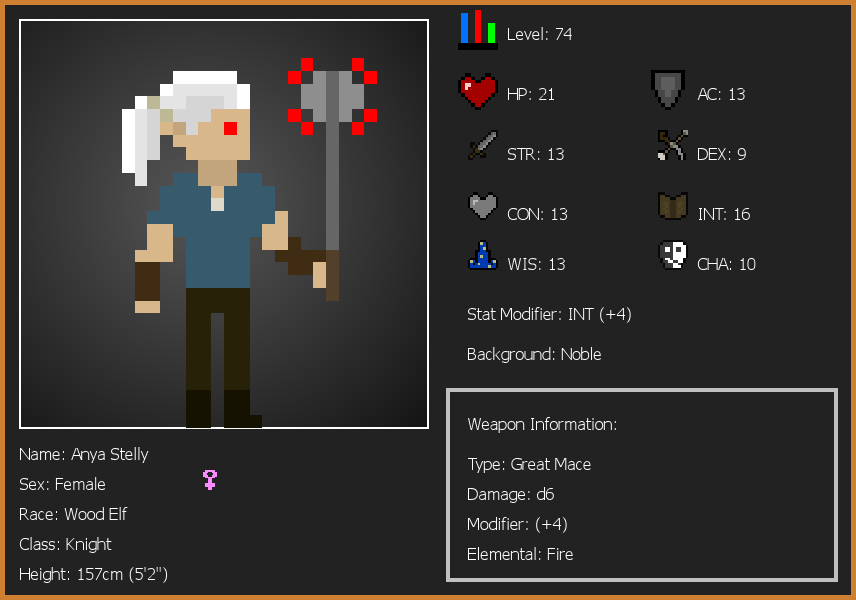 Level: 74
HP: 21
AC: 13
STR: 13
DEX: 9
CON: 13
INT: 16
WIS: 13
CHA: 10
Stat Modifier: INT (+4)
Background: Noble
Weapon Information:
Type: Great Mace
Damage: d6
Modifier: (+4)
Elemental: Fire
Name: Anya Stelly
Sex: Female
Race: Wood Elf
Class: Knight
Height: 157cm (5'2")